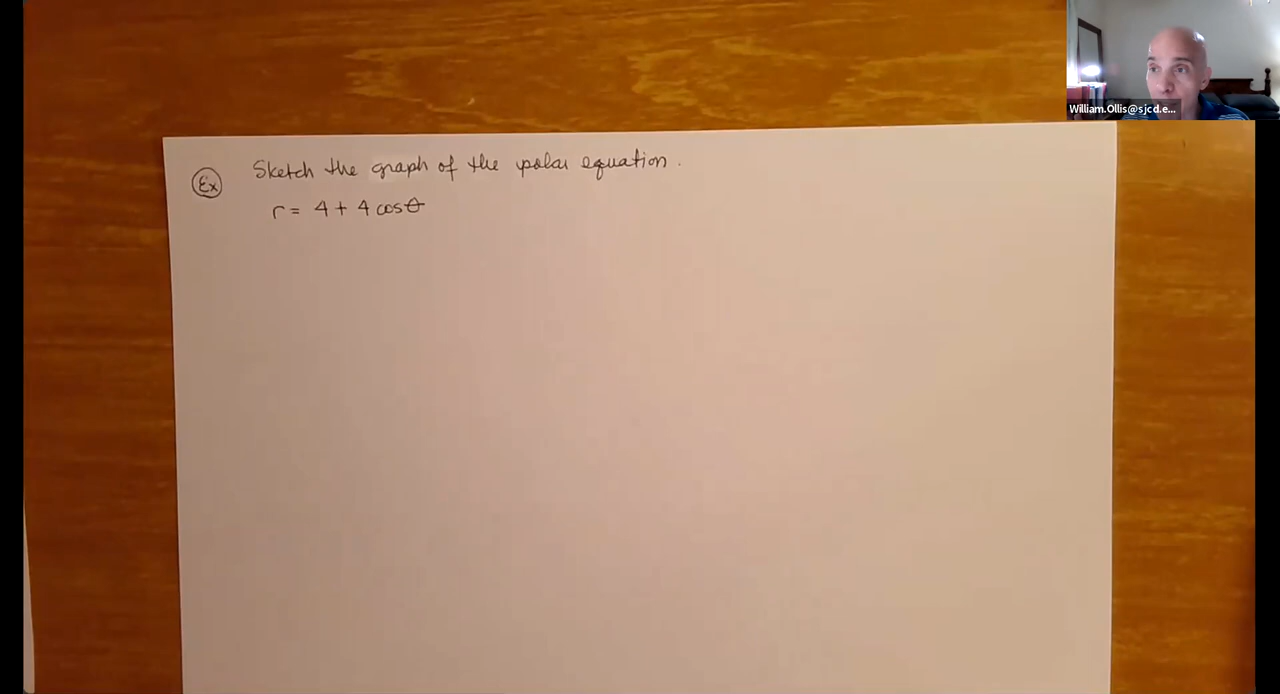 Ex Sketch the graph of the polar equation.
r = 4 + 4 cos θ
William.Ollis@sjcd.e...